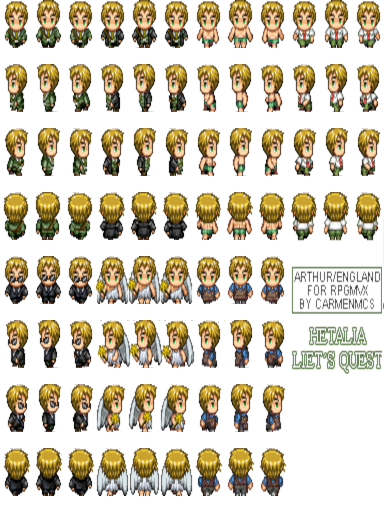 ARTHUR/ENGLAND
FOR RPGMVX
BY CARMENMCS
HETALIA
LIET'S QUEST